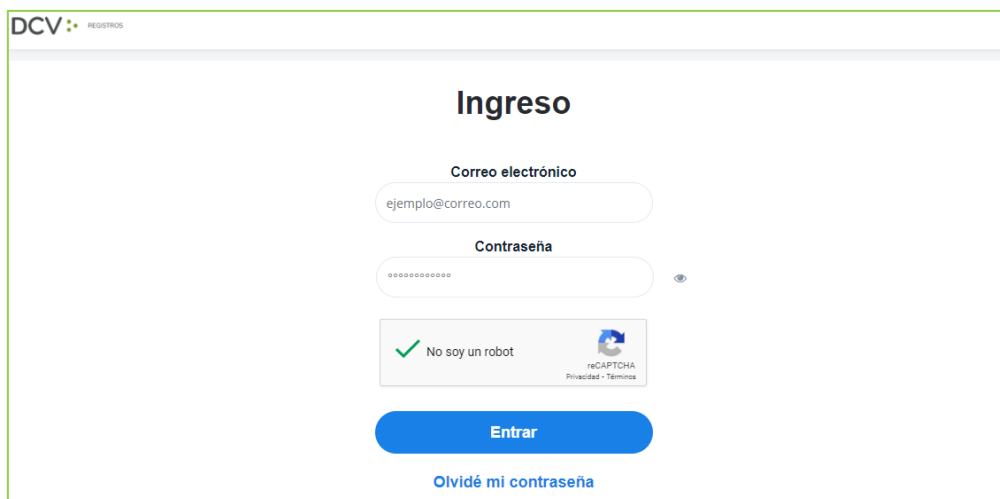 DCV REGISTROS
Ingreso
Correo electrónico
ejemplo@correo.com
Contraseña
No soy un robot
reCAPTCHA
Privacidad - Términos
Entrar
Olvidé mi contraseña